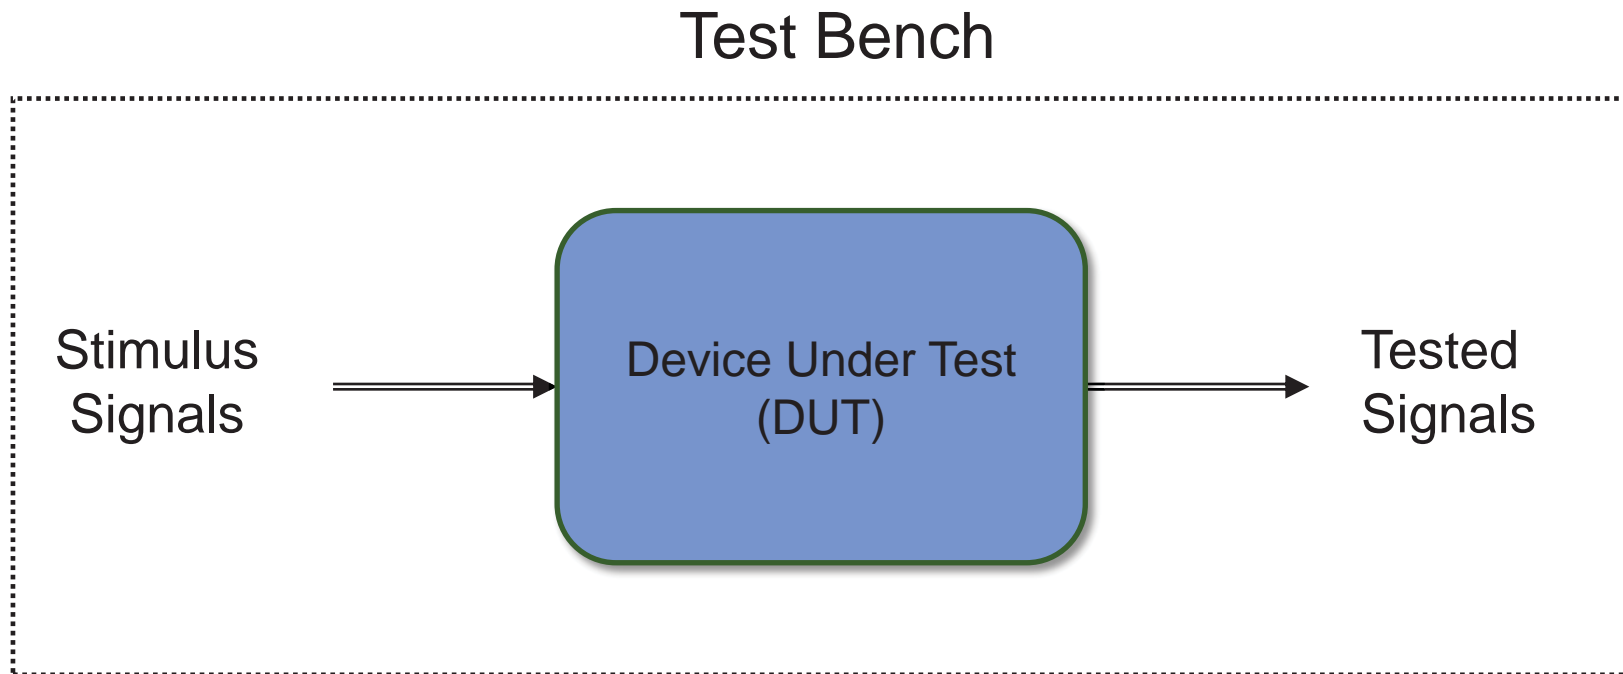 Test Bench
Stimulus
Signals
Device Under Test
(DUT)
Tested
Signals